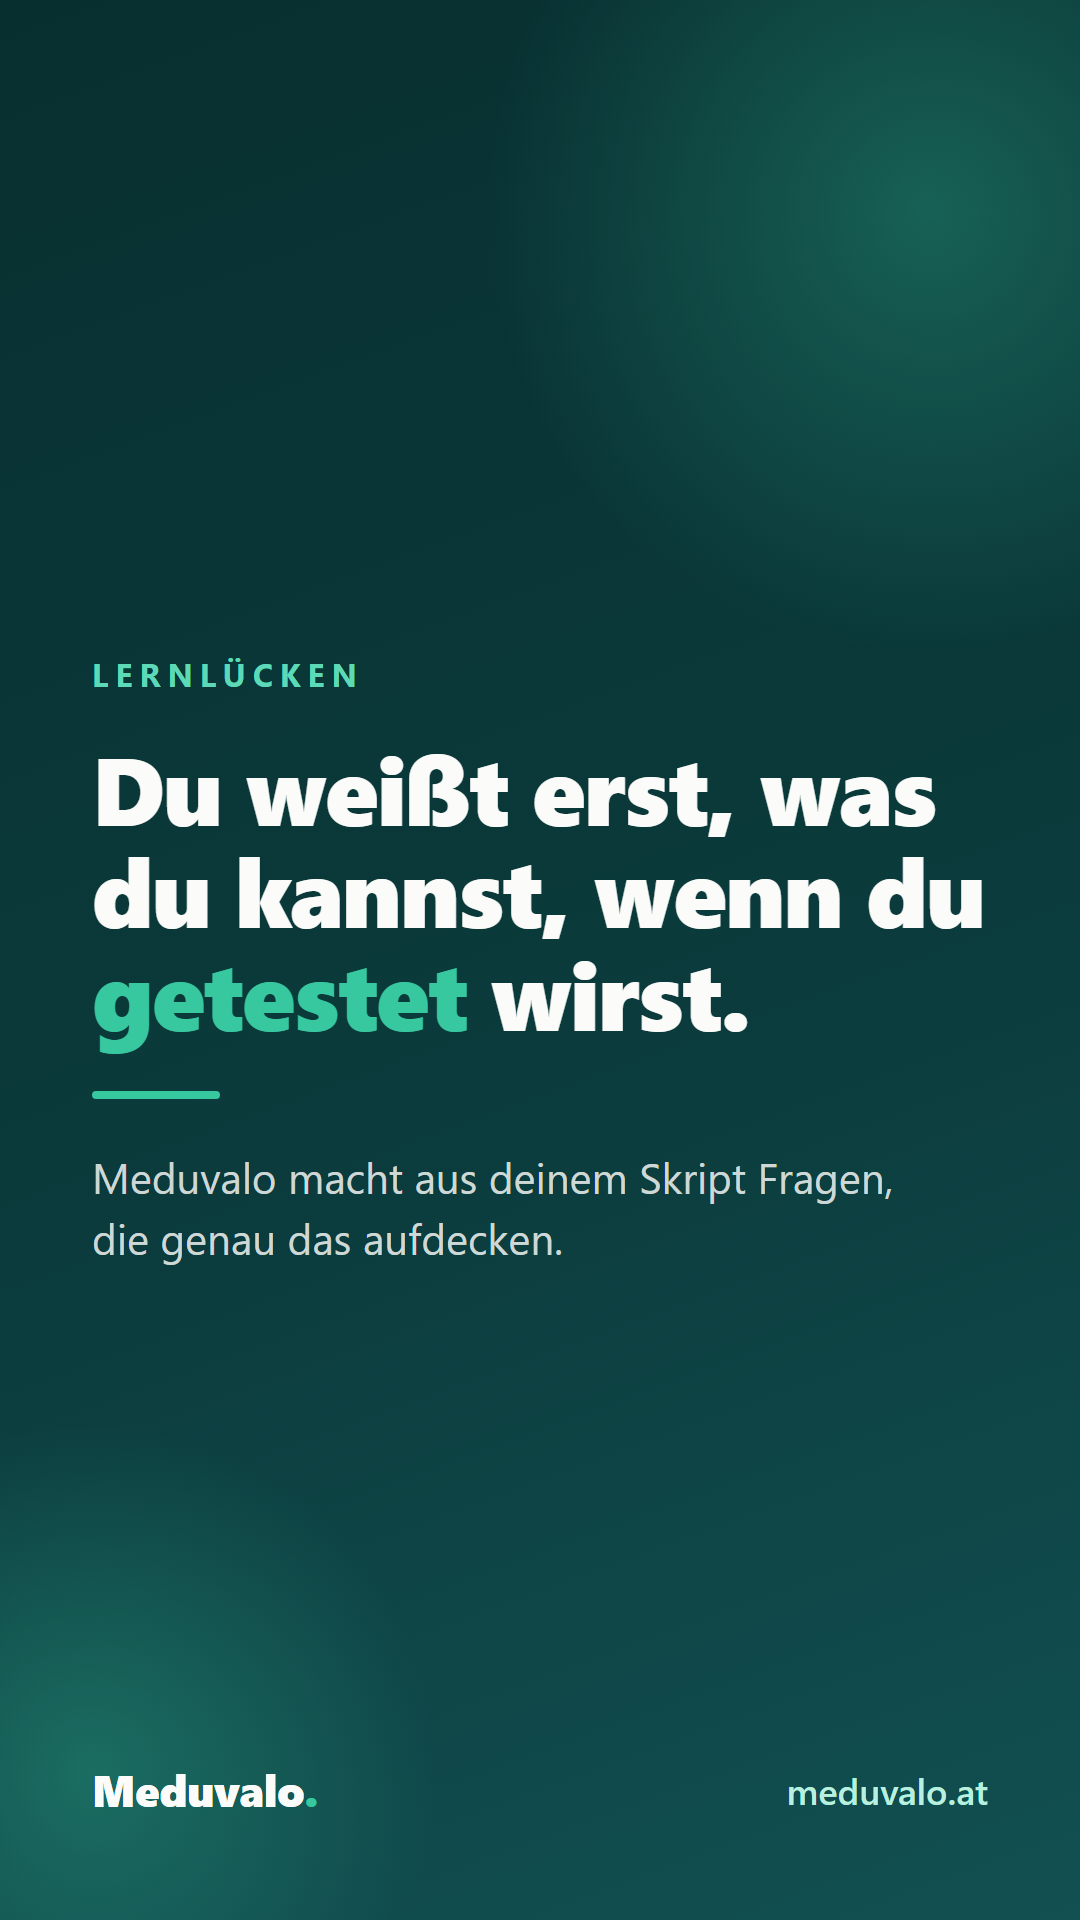 LERNLÜCKEN
Du weißt erst, was
du kannst, wenn du
getestet wirst.
Meduvalo macht aus deinem Skript Fragen,
die genau das aufdecken.
Meduvalo.
meduvalo.at